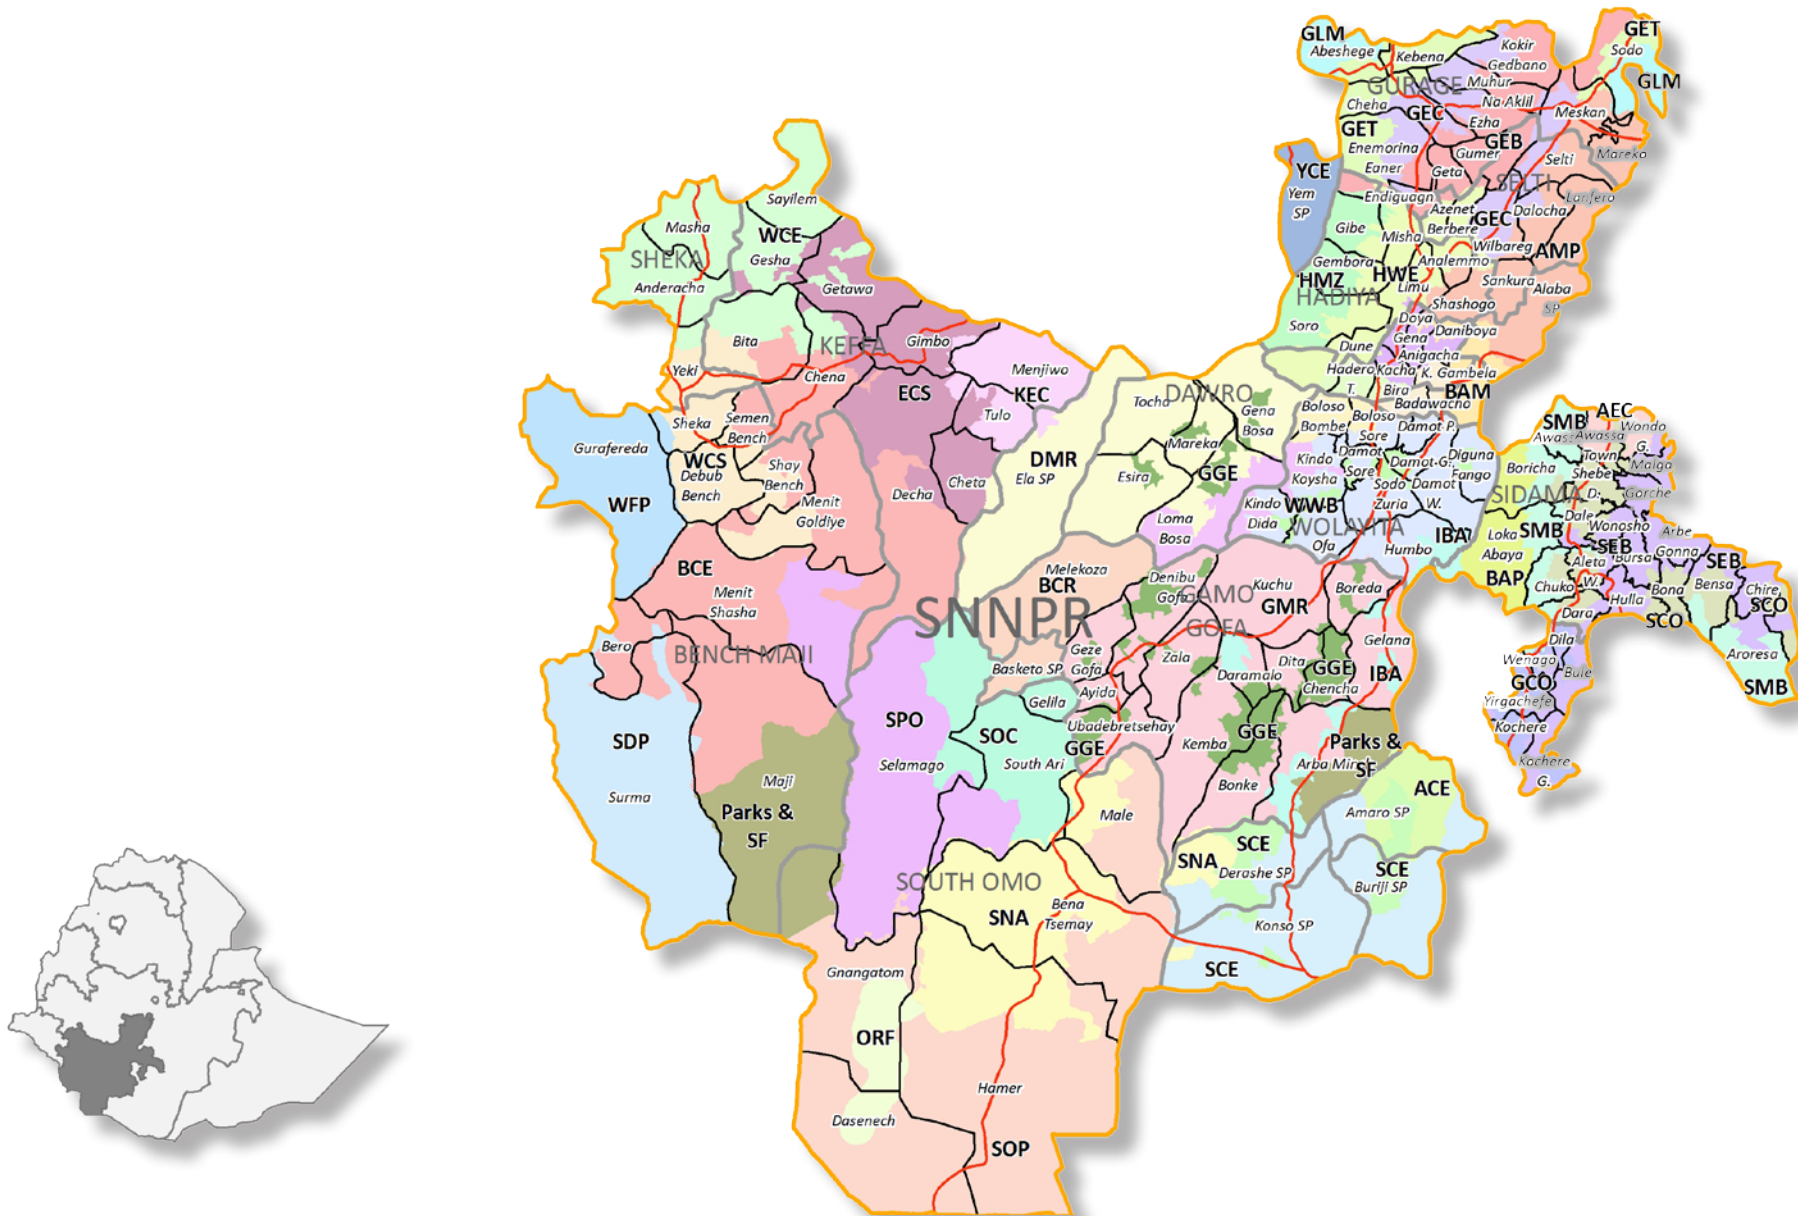 GLM
Abeshege
Kebena
Kokir
Gedbano
GET
Sodo
GLM
GURAGE
Muhur
Na Aklil
Cheha
GEC
Ezha
Meskan
GET
Enemorina
Eaner
GEB
Gumer
Geta
Selti
Mareko
SELTI
Lanfero
YCE
Yem
SP
Endiguagn
Azenet
Berbere
GEC
Dalocha
Gibe
Misha
Wilbareg
AMP
Gembora
Analemmo
HMZ
HWE
Limu
Sankura
Alaba
SP
HADIYA
Shashogo
Soro
Doya
Gena
Daniboya
Dune
Anigacha
Hadero
T.
Kacha
Bira
K. Gambela
BAM
Badawacho
Sayilem
Masha
WCE
SHEKA
Gesha
Anderacha
Getawa
Bita
KEFFA
Gimbo
Yeki
Chena
Menjiwo
ECS
KEC
Tulo
Sheka
Semen
Bench
Gurafereda
WCS
Debub
Bench
Shay
Bench
Menit
Goldiye
WFP
Decha
Cheta
DMR
Ela SP
Tocha
DAWRO
Gena
Bosa
Mareka
Esira
GGE
Loma
Bosa
Boloso
Bombe
Boloso
Sore
Damot P.
Kindo
Koysha
Damot
Sore
Damot G.
Diguna
Fango
Sodo
Zuria
Damot
W.
Kindo
Dida
WWB
WOLAYITA
Ofa
Humbo
IBA
SMB
AEC
Awassa
Awassa
Town
Wondo
G.
Boricha
Shebe
D.
Malga
SIDAMA
Gorche
Dale
Wonosho
Arbe
Gonna
Loka
Abaya
SMB
SEB
Bursa
SEB
BAP
Aleta
W.
Chuko
Bona
Bensa
Chire
Hulla
SCO
SCO
Dara
Dila
Aroresa
SMB
Wenago
Bule
GCO
Yirgachefe
Kochere
Kochere
G.
BCE
Menit
Shasha
Bero
BENCH MAJI
SNNPR
Melekoza
BCR
Denibu
Gofa
GAMO
GOFA
Kuchu
GMR
Boreda
Basketo SP
Geze
Gofa
Zala
Dita
GGE
Gelana
Daramalo
Chencha
IBA
Ayida
Gelila
Ubadebretsehay
GGE
Kemba
GGE
Bonke
Parks &
SF
Arba Minch
SDP
Surma
SPO
Selamago
SOC
South Ari
Maji
Parks &
SF
Male
ACE
Amaro SP
SNA
SCE
Derashe SP
SCE
Buriji SP
SOUTH OMO
SNA
Bena
Tsemay
Konso SP
SCE
Gnangatom
ORF
Hamer
Dasenech
SOP